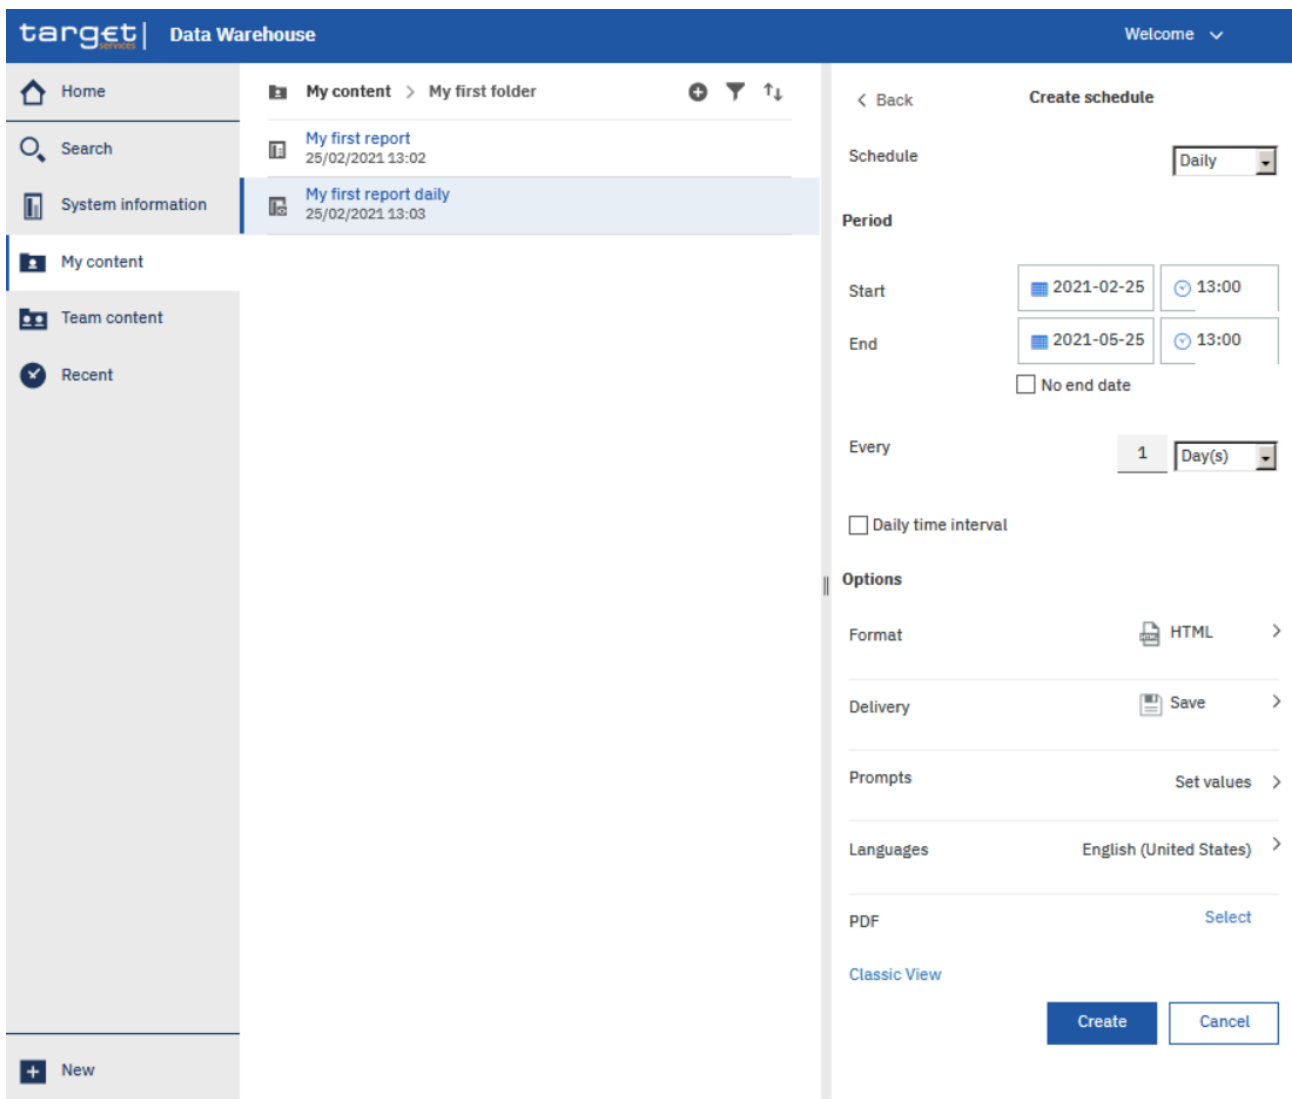 target| Data Warehouse
services
Welcome
Home
Search
System information
My content
Team content
Recent
New
My content > My first folder
My first report
25/02/2021 13:02
My first report daily
25/02/2021 13:03
Back
Create schedule
Schedule Daily
Period
Start 2021-02-25 13:00
End 2021-05-25 13:00
No end date
Every 1 Day(s)
Daily time interval
Options
Format HTML
Delivery Save
Prompts Set values
Languages English (United States)
PDF Select
Classic View
Create Cancel